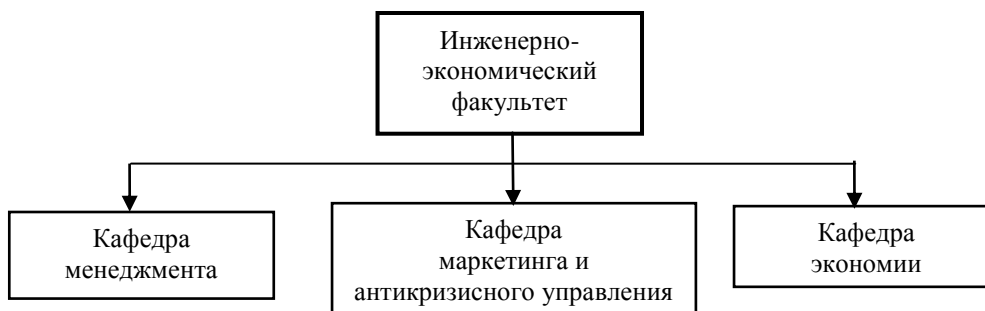 Инженерно-
экономический
факультет
Кафедра
менеджмента
Кафедра
маркетинга и
антикризисного управления
Кафедра
экономии